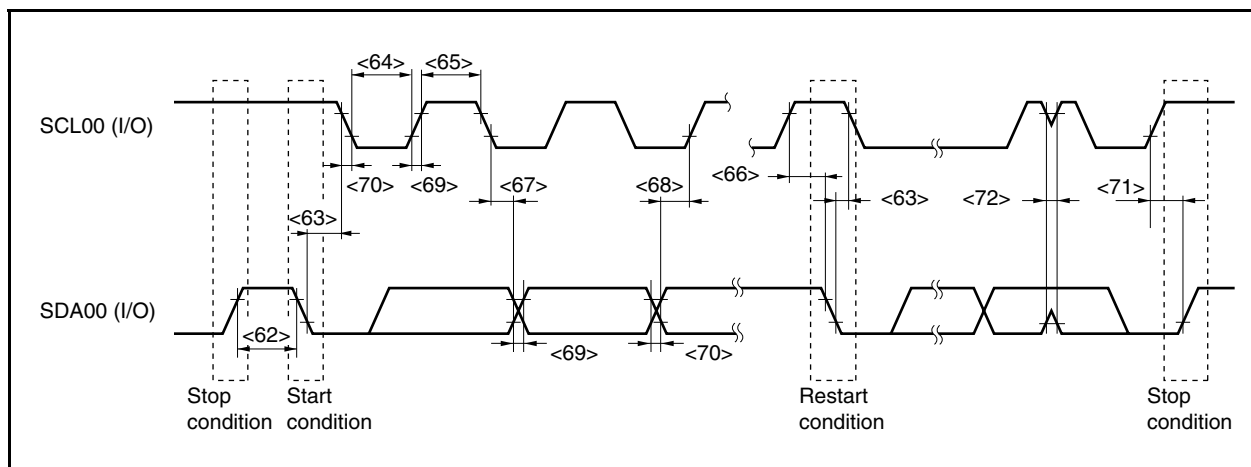 <64> <65>
SCL00 (I/O)
<70> <69> <67> <68> <66> <63> <72> <71>
<63>
SDA00 (I/O)
<62> <69> <70>
Stop condition
Start condition
Restart condition
Stop condition